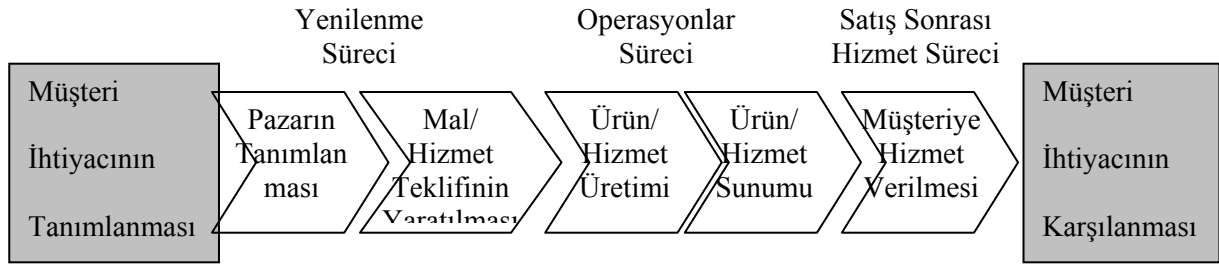 Yenilenme
Süreci
Operasyonlar
Süreci
Satış Sonrası
Hizmet Süreci
Müşteri
İhtiyacının
Tanımlanması
Pazarın
Tanımlan
ması
Mal/
Hizmet
Teklifinin
Yaratılması
Ürün/
Hizmet
Üretimi
Ürün/
Hizmet
Sunumu
Müşteriye
Hizmet
Verilmesi
Müşteri
İhtiyacının
Karşılanması